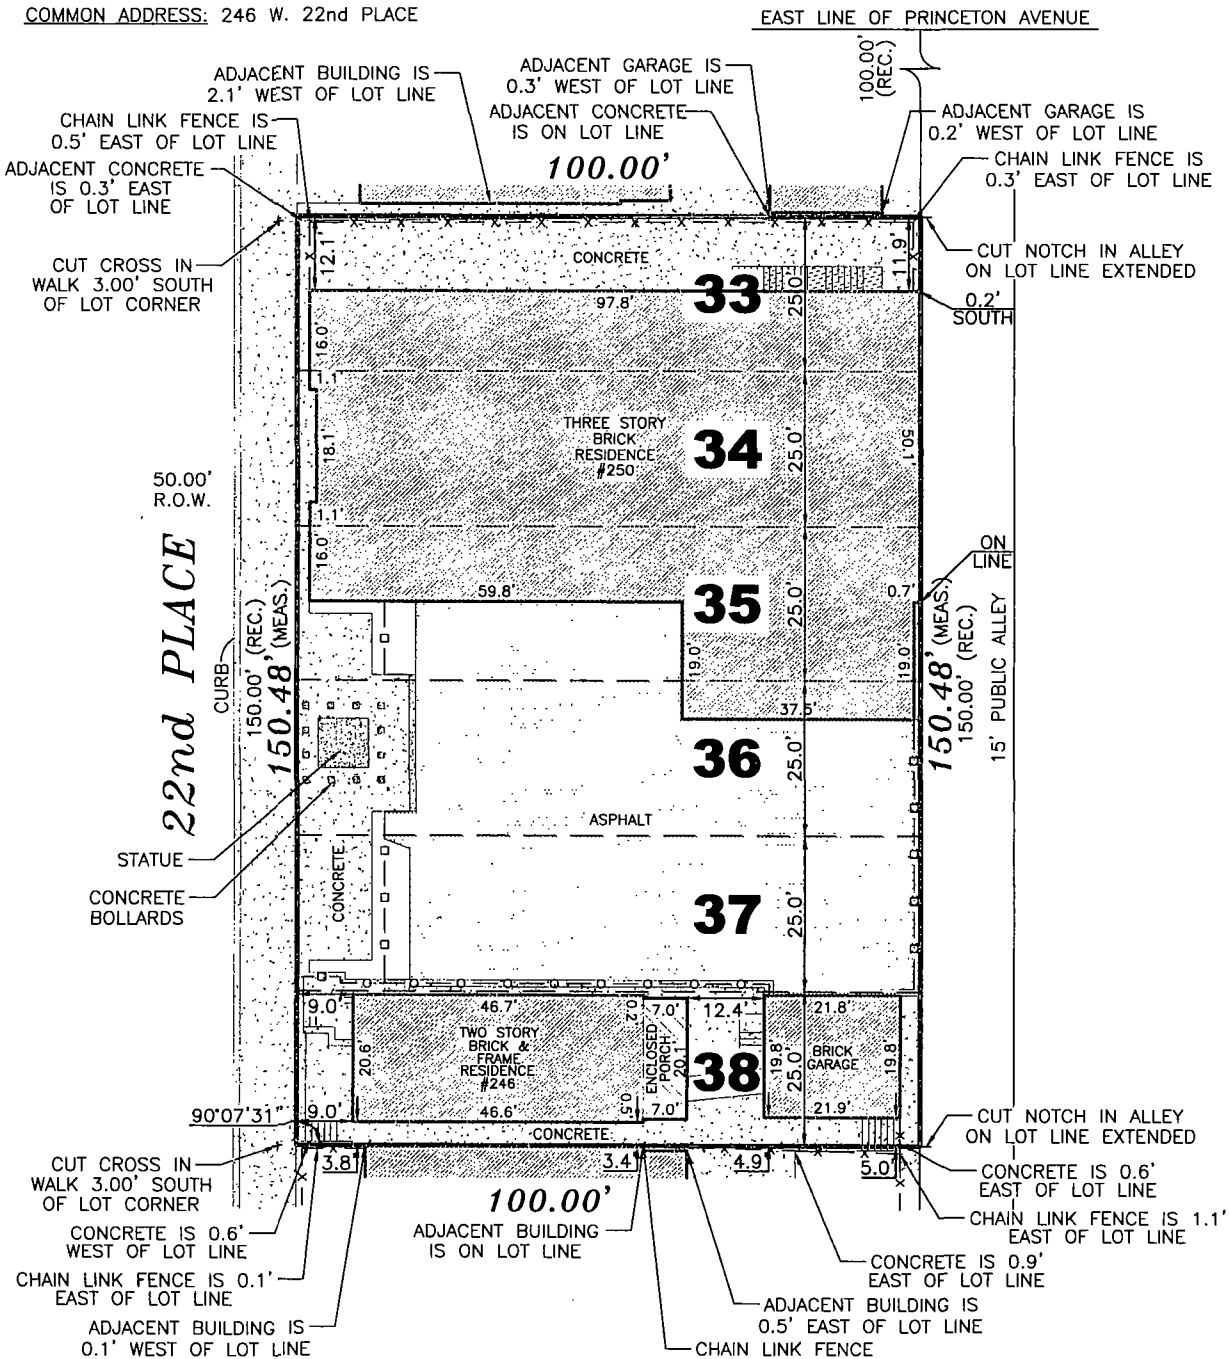 COMMON ADDRESS: 246 W. 22nd PLACE
EAST LINE OF PRINCETON AVENUE
100.00'
(REC.)
ADJACENT BUILDING IS
2.1' WEST OF LOT LINE
ADJACENT GARAGE IS
0.3' WEST OF LOT LINE
ADJACENT CONCRETE
IS ON LOT LINE
ADJACENT GARAGE IS
0.2' WEST OF LOT LINE
CHAIN LINK FENCE IS
0.5' EAST OF LOT LINE
ADJACENT CONCRETE
IS 0.3' EAST
OF LOT LINE
100.00'
CHAIN LINK FENCE IS
0.3' EAST OF LOT LINE
CUT CROSS IN
WALK 3.00' SOUTH
OF LOT CORNER
12.1
CONCRETE
11.9'
CUT NOTCH IN ALLEY
ON LOT LINE EXTENDED
97.8'
33
25.0'
0.2'
SOUTH
16.0'
1.1'
18.1'
THREE STORY
BRICK
RESIDENCE
#250
34
25.0'
50.1'
50.00'
R.O.W.
1.1'
16.0'
ON
LINE
59.8'
35
25.0'
0.7'
19.0'
19.0'
37.5'
22nd PLACE
CURB
150.00' (REC.)
150.48' (MEAS.)
150.48' (MEAS.)
150.00' (REC.)
15' PUBLIC ALLEY
36
25.0'
ASPHALT
STATUE
CONCRETE
BOLLARDS
CONCRETE
37
25.0'
9.0'
46.7'
0.2
7.0'
12.4'
21.8'
20.6'
TWO STORY
BRICK &
FRAME
RESIDENCE
#246
ENCLOSED
PORCH
20.1
38
19.8'
25.0'
BRICK
GARAGE
19.8'
90°07'31"
9.0'
46.6'
0.5'
7.0'
21.9'
CONCRETE
CUT NOTCH IN ALLEY
ON LOT LINE EXTENDED
CUT CROSS IN
WALK 3.00' SOUTH
OF LOT CORNER
3.8'
3.4'
4.9'
5.0'
CONCRETE IS 0.6'
EAST OF LOT LINE
100.00'
CONCRETE IS 0.6'
WEST OF LOT LINE
ADJACENT BUILDING
IS ON LOT LINE
CHAIN LINK FENCE IS 1.1'
EAST OF LOT LINE
CHAIN LINK FENCE IS 0.1'
EAST OF LOT LINE
CONCRETE IS 0.9'
EAST OF LOT LINE
ADJACENT BUILDING IS
0.1' WEST OF LOT LINE
ADJACENT BUILDING IS
0.5' EAST OF LOT LINE
CHAIN LINK FENCE